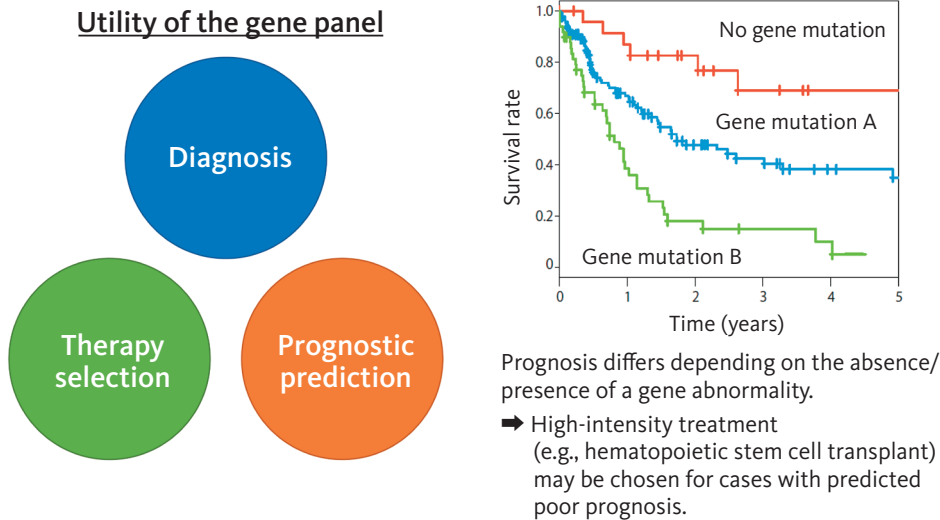 Utility of the gene panel
Diagnosis
Therapy
selection
Prognostic
prediction
Survival rate
1.0
0.8
0.6
0.4
0.2
0
No gene mutation
Gene mutation A
Gene mutation B
0
1
2
3
4
5
Time (years)
Prognosis differs depending on the absence/
presence of a gene abnormality.
➡ High-intensity treatment
(e.g., hematopoietic stem cell transplant)
may be chosen for cases with predicted
poor prognosis.